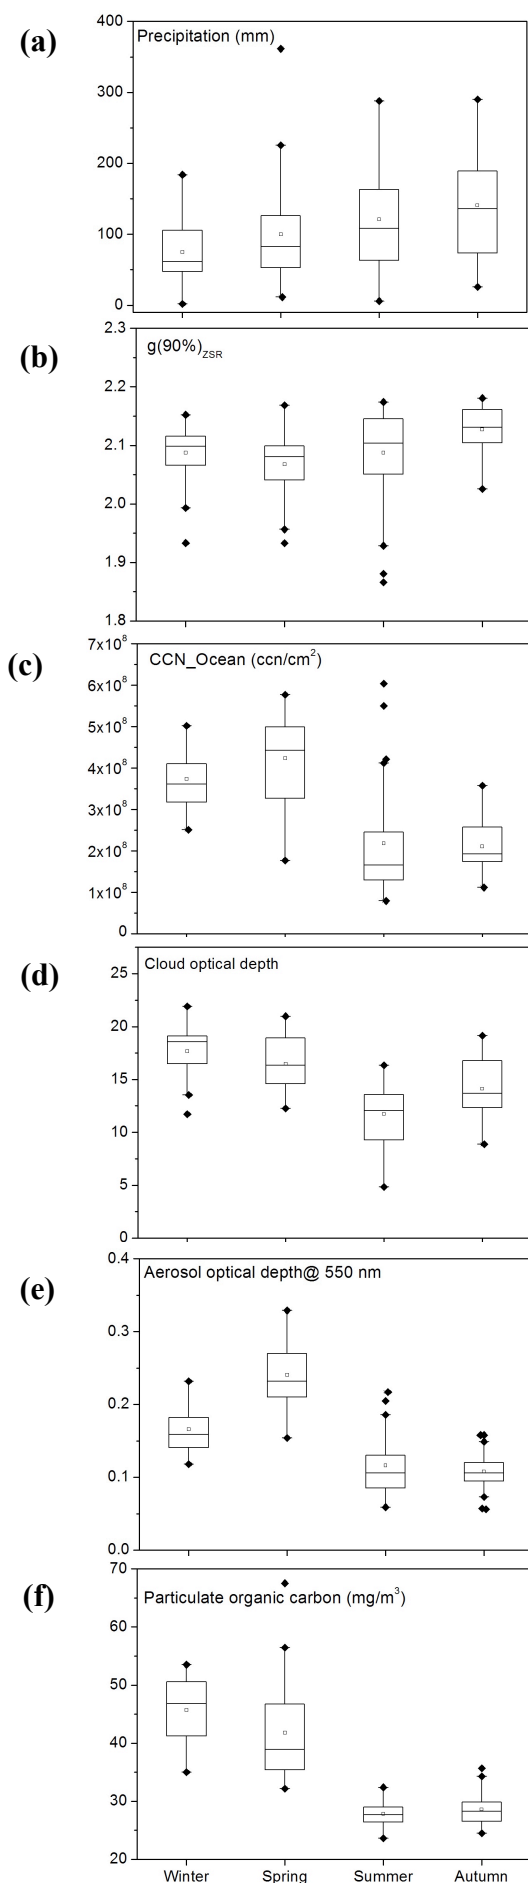 (a)
Precipitation (mm)
400
300
200
100
0
(b)
g(90%)ZSR
2.3
2.2
2.1
2.0
1.9
1.8
(c)
CCN_Ocean (ccn/cm²)
7x10⁸
6x10⁸
5x10⁸
4x10⁸
3x10⁸
2x10⁸
1x10⁸
0
(d)
Cloud optical depth
25
20
15
10
5
0
(e)
Aerosol optical depth@ 550 nm
0.4
0.3
0.2
0.1
0.0
(f)
Particulate organic carbon (mg/m³)
70
60
50
40
30
20
Winter Spring Summer Autumn